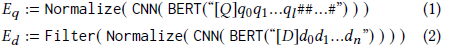 E_q := Normalize( CNN( BERT(“[Q]q_0q_1...q_l##...#”) ) ) (1)
E_d := Filter( Normalize( CNN( BERT(“[D]d_0d_1...d_n”) ) ) ) (2)